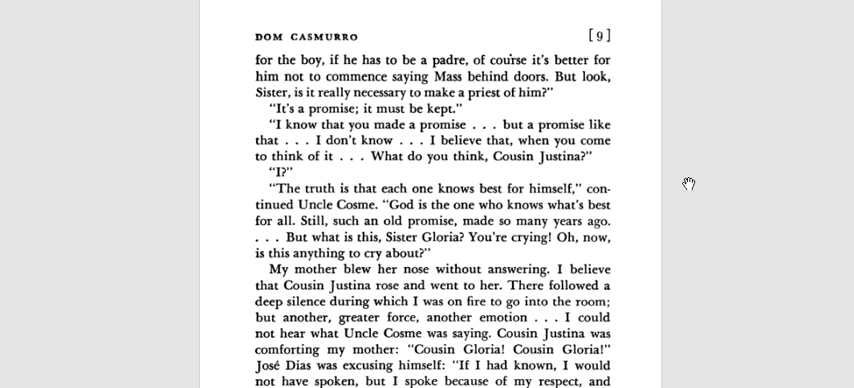 DOM CASMURRO [9]
for the boy, if he has to be a padre, of course it's better for
him not to commence saying Mass behind doors. But look,
Sister, is it really necessary to make a priest of him?"
"It's a promise; it must be kept."
"I know that you made a promise . . . but a promise like
that . . . I don't know . . . I believe that, when you come
to think of it . . . What do you think, Cousin Justina?"
"I?"
"The truth is that each one knows best for himself," con-
tinued Uncle Cosme. "God is the one who knows what's best
for all. Still, such an old promise, made so many years ago.
. . . But what is this, Sister Gloria? You're crying! Oh, now,
is this anything to cry about?"
My mother blew her nose without answering. I believe
that Cousin Justina rose and went to her. There followed a
deep silence during which I was on fire to go into the room;
but another, greater force, another emotion . . . I could
not hear what Uncle Cosme was saying. Cousin Justina was
comforting my mother: "Cousin Gloria! Cousin Gloria!"
José Dias was excusing himself: "If I had known, I would
not have spoken, but I spoke because of my respect, and